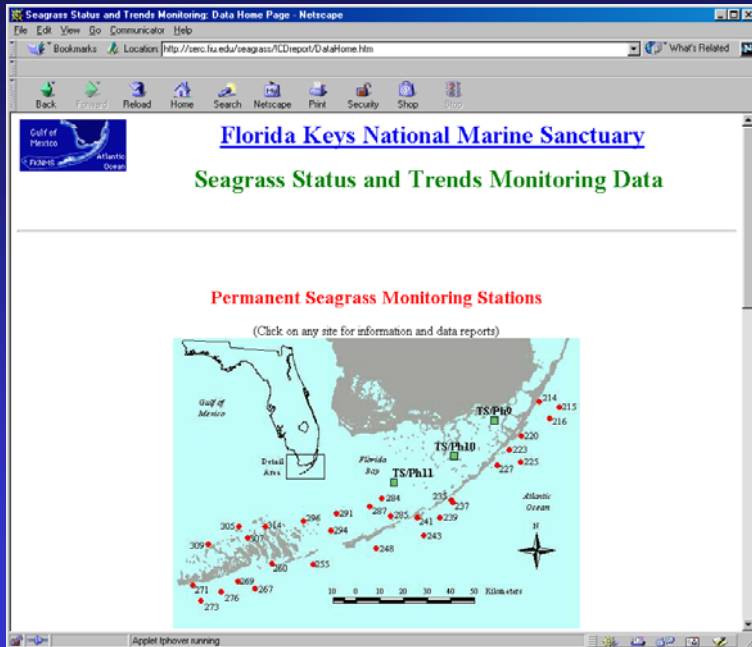 Seagrass Status and Trends Monitoring: Data Home Page - Netscape
File Edit View Go Communicator Help
Bookmarks Location: http://serc.fiu.edu/seagrass/!CDreport/DataHome.htm What's Related N
Back Forward Reload Home Search Netscape Print Security Shop Stop
Gulf of
Mexico
FKNMS
Atlantic
Ocean
Florida Keys National Marine Sanctuary
Seagrass Status and Trends Monitoring Data
Permanent Seagrass Monitoring Stations
(Click on any site for information and data reports)
Gulf of
Mexico
Detail
Area
Florida
Bay
TS/Ph9
TS/Ph10
TS/Ph11
214
215
216
220
223
225
227
235
237
239
241
243
284
287
285
291
294
296
248
305
314
307
309
260
255
271
269
267
276
273
Atlantic
Ocean
N
10 0 10 20 30 40 50 Kilometers
Applet fphover running